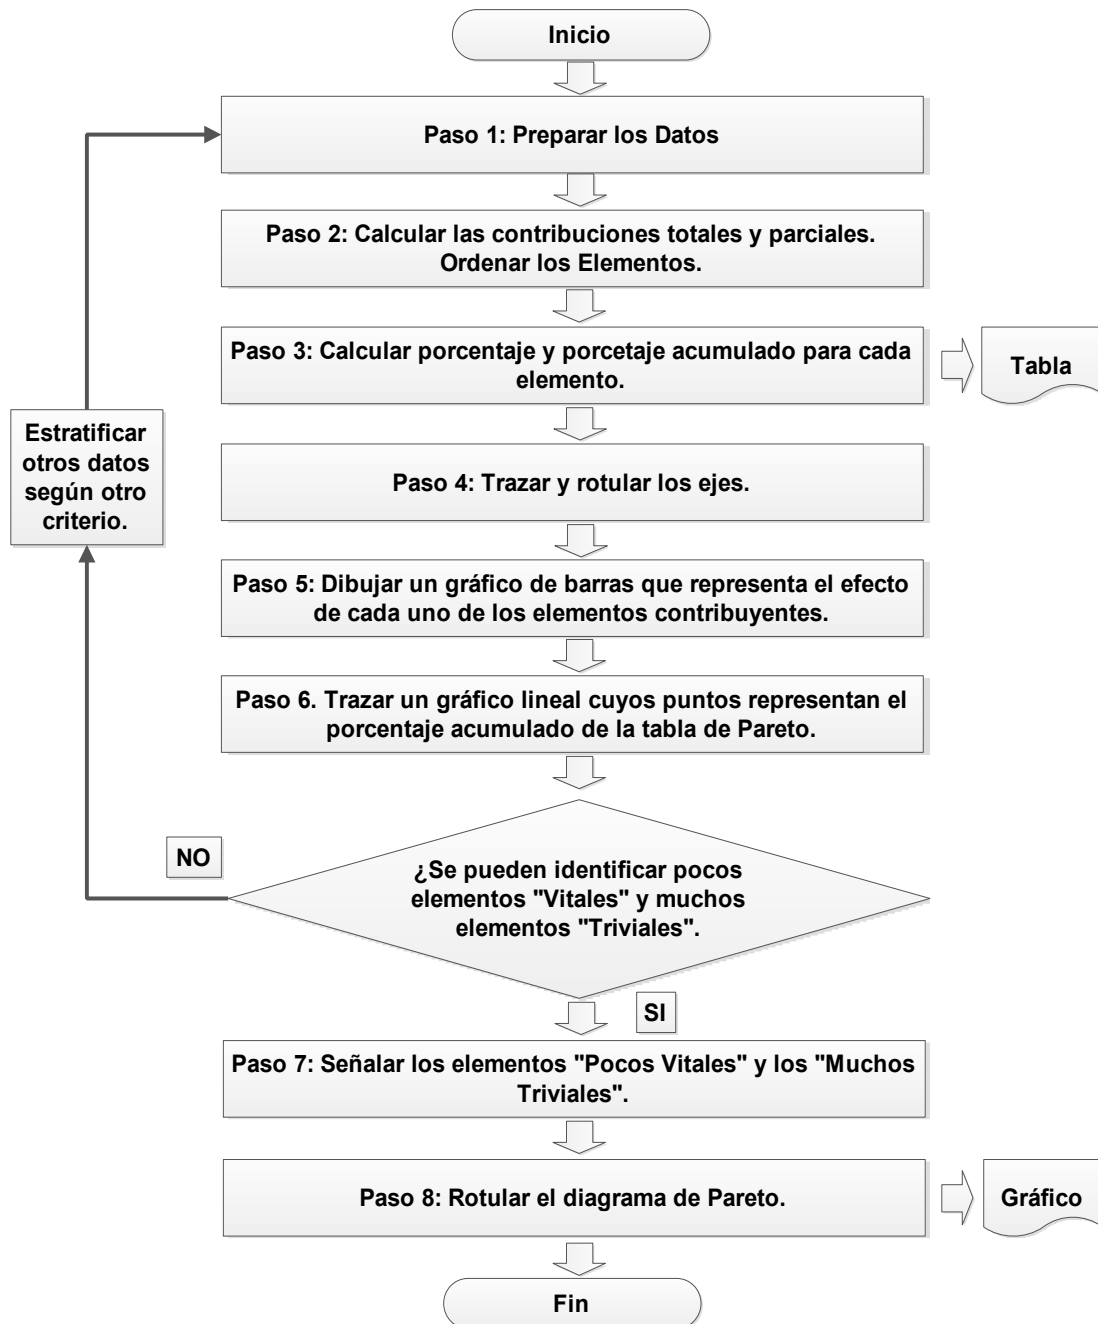 Inicio
Paso 1: Preparar los Datos
Paso 2: Calcular las contribuciones totales y parciales.
Ordenar los Elementos.
Paso 3: Calcular porcentaje y porcetaje acumulado para cada
elemento.
Tabla
Estratificar
otros datos
según otro
criterio.
Paso 4: Trazar y rotular los ejes.
Paso 5: Dibujar un gráfico de barras que representa el efecto
de cada uno de los elementos contribuyentes.
Paso 6. Trazar un gráfico lineal cuyos puntos representan el
porcentaje acumulado de la tabla de Pareto.
NO
¿Se pueden identificar pocos
elementos "Vitales" y muchos
elementos "Triviales".
SI
Paso 7: Señalar los elementos "Pocos Vitales" y los "Muchos
Triviales".
Paso 8: Rotular el diagrama de Pareto.
Gráfico
Fin